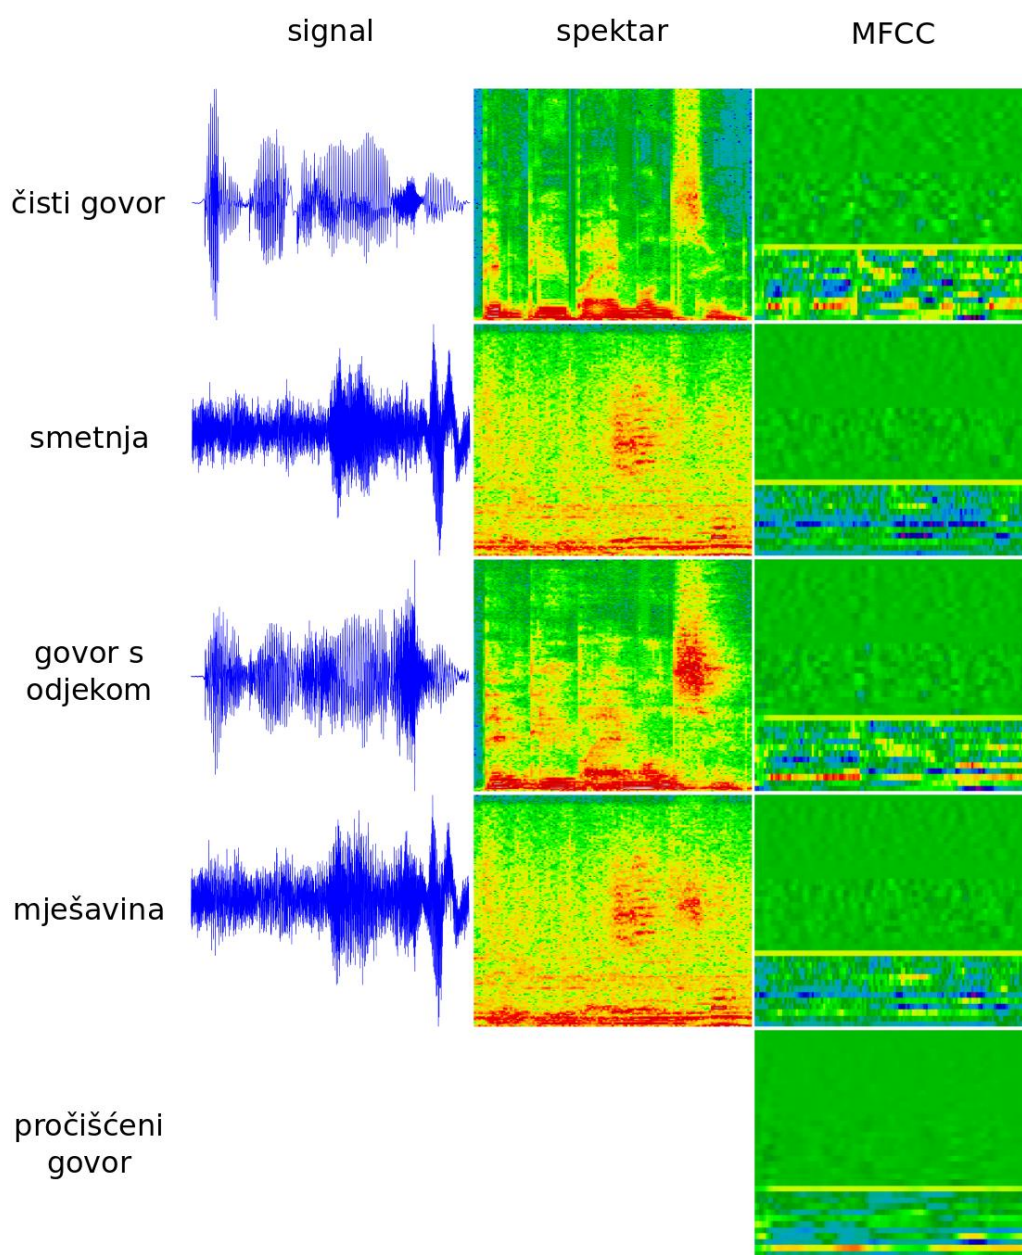 signal
spektar
MFCC
čisti govor
smetnja
govor s
odjekom
mješavina
pročišćeni
govor